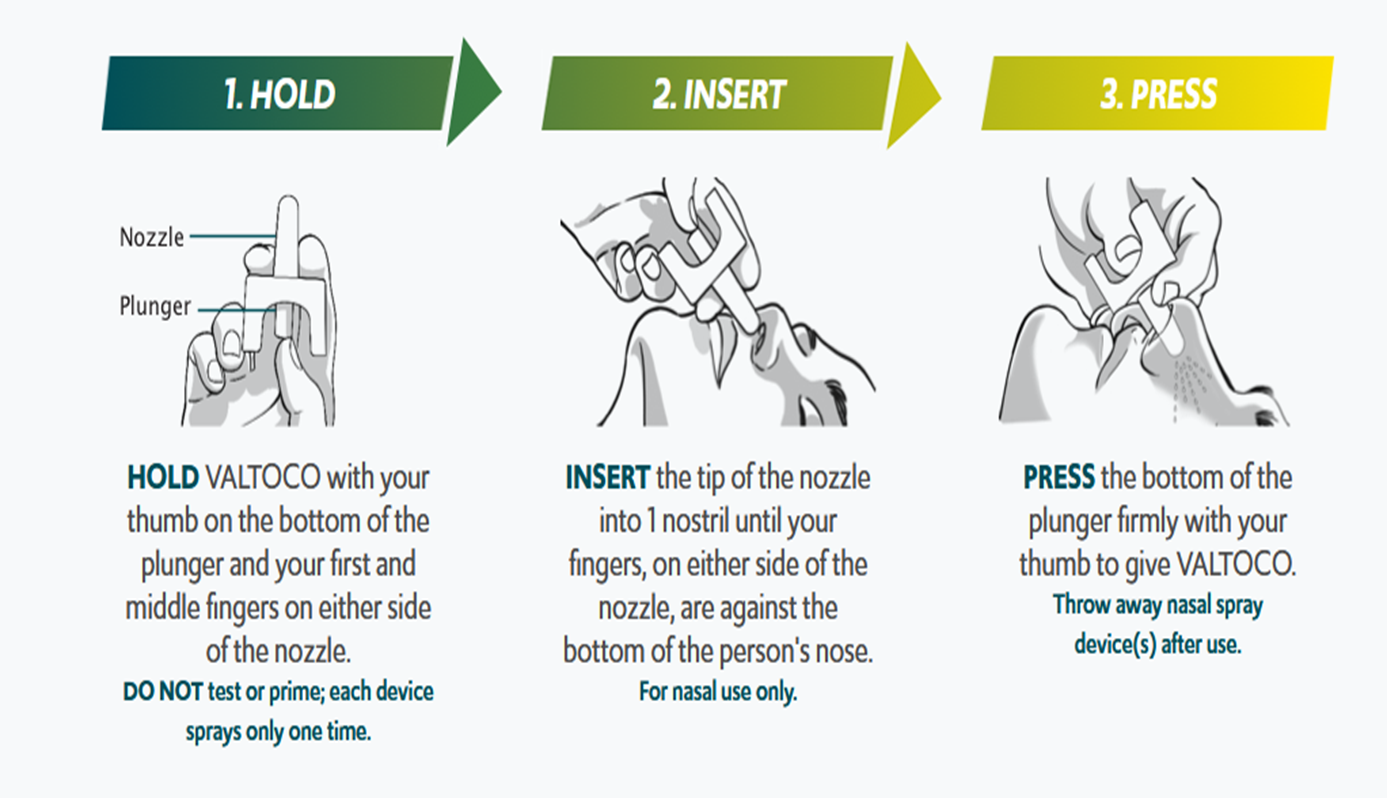 1. HOLD
2. INSERT
3. PRESS
Nozzle
Plunger
HOLD VALTOCO with your
thumb on the bottom of the
plunger and your first and
middle fingers on either side
of the nozzle.
DO NOT test or prime; each device
sprays only one time.
INSERT the tip of the nozzle
into 1 nostril until your
fingers, on either side of the
nozzle, are against the
bottom of the person's nose.
For nasal use only.
PRESS the bottom of the
plunger firmly with your
thumb to give VALTOCO.
Throw away nasal spray
device(s) after use.